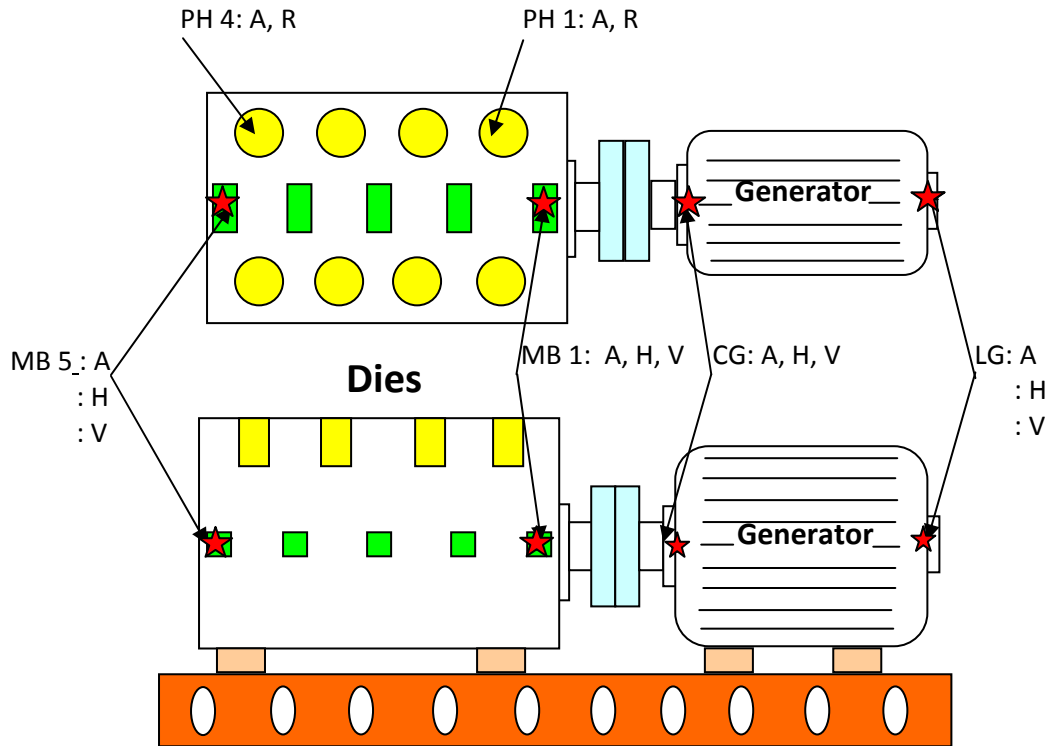 PH 4: A, R
PH 1: A, R
Generator
MB 5 : A
: H
: V
MB 1: A, H, V
CG: A, H, V
LG: A
: H
: V
Dies
Generator